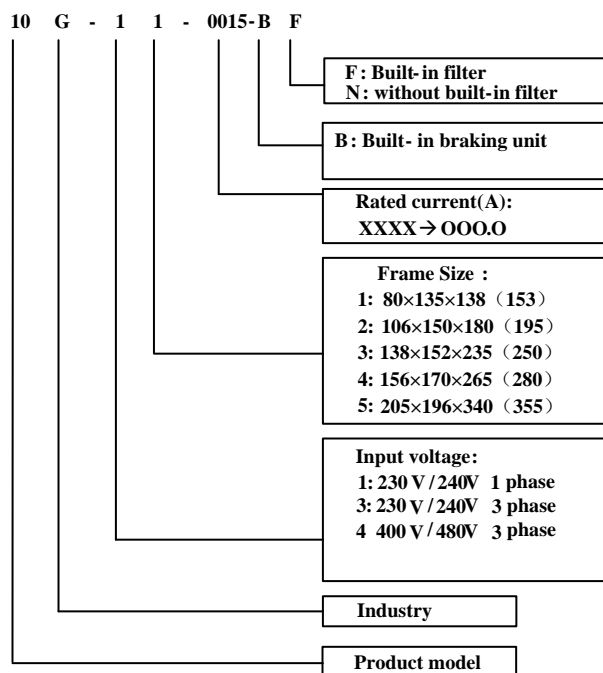 10 G - 1 1 - 0015-B F
F: Built-in filter
N: without built-in filter
B: Built- in braking unit
Rated current(A):
XXXX→OOO.O
Frame Size :
1: 80×135×138（153）
2: 106×150×180（195）
3: 138×152×235（250）
4: 156×170×265（280）
5: 205×196×340（355）
Input voltage:
1: 230 V / 240V 1 phase
3: 230 V / 240V 3 phase
4 400 V / 480V 3 phase
Industry
Product model